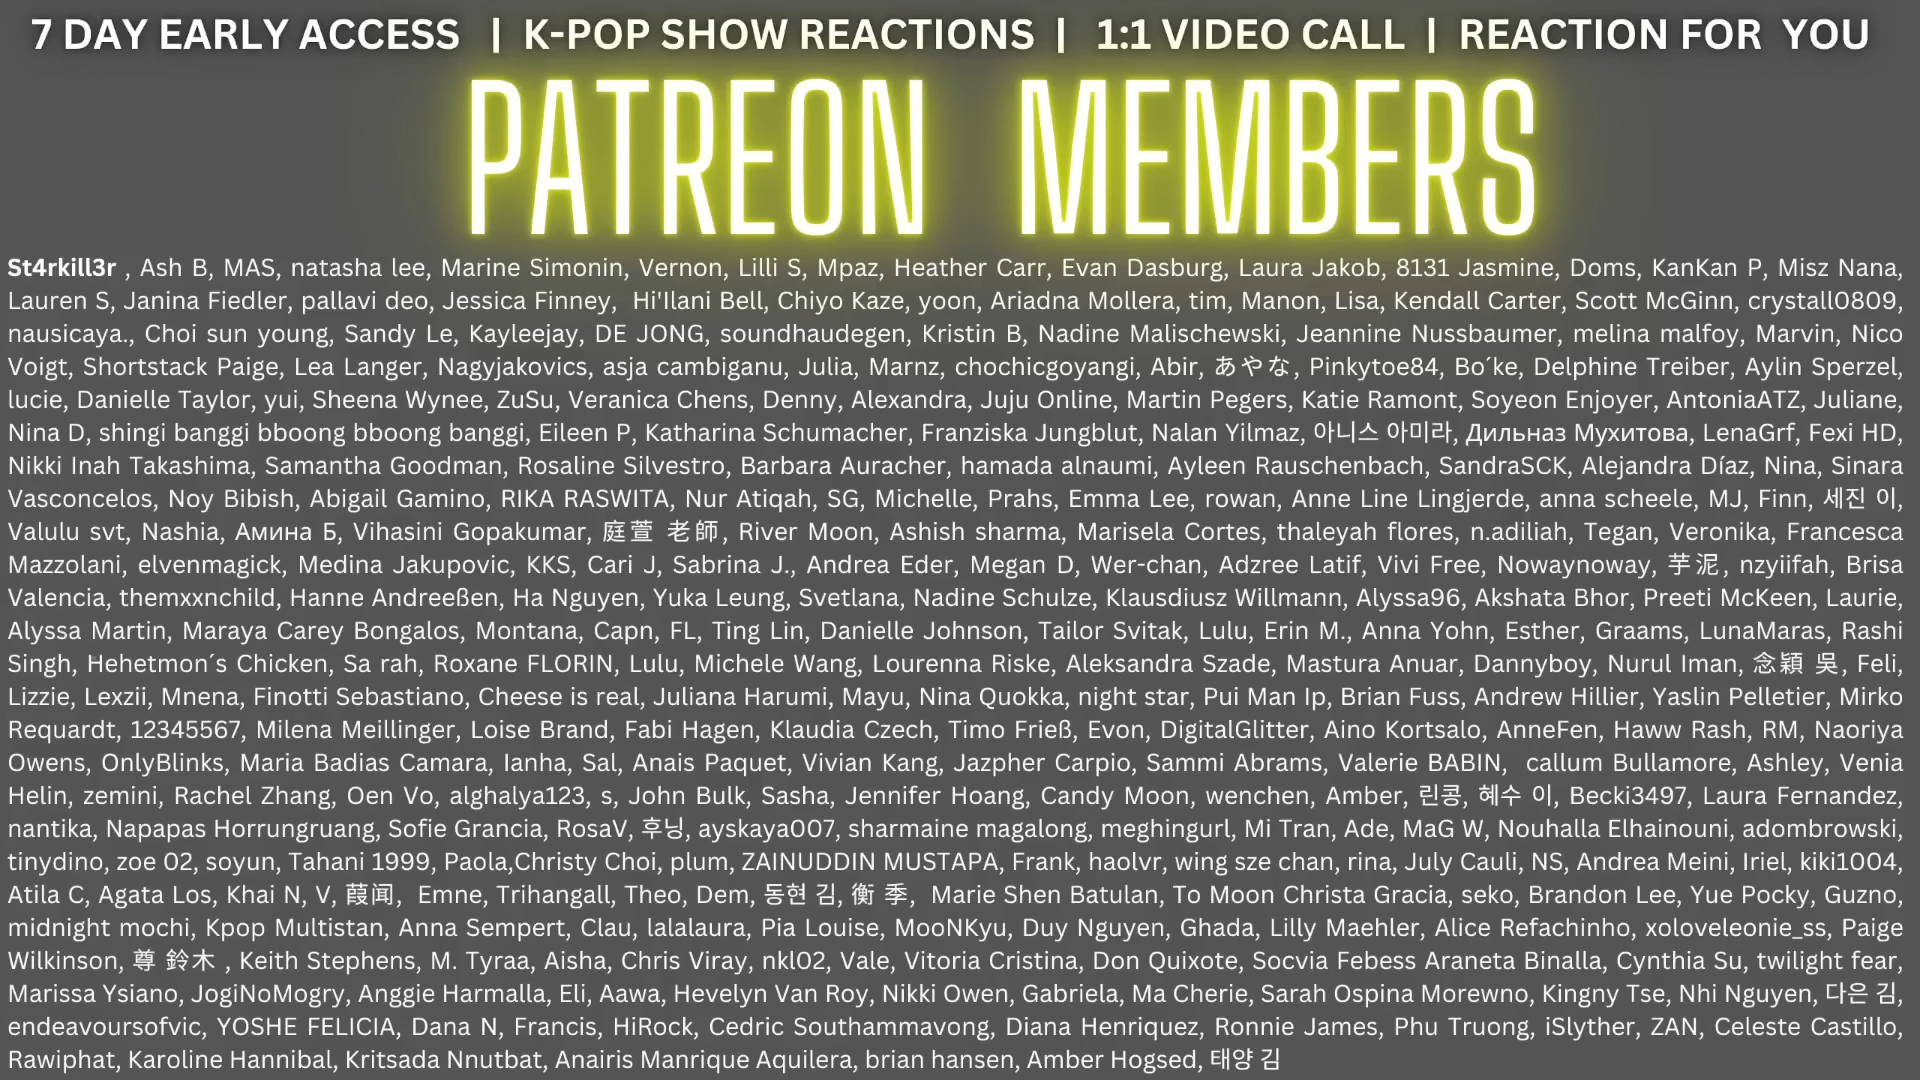 7 DAY EARLY ACCESS | K-POP SHOW REACTIONS | 1:1 VIDEO CALL | REACTION FOR YOU
PATREON MEMBERS
St4rkill3r , Ash B, MAS, natasha lee, Marine Simonin, Vernon, Lilli S, Mpaz, Heather Carr, Evan Dasburg, Laura Jakob, 8131 Jasmine, Doms, KanKan P, Misz Nana,
Lauren S, Janina Fiedler, pallavi deo, Jessica Finney, Hi'Ilani Bell, Chiyo Kaze, yoon, Ariadna Mollera, tim, Manon, Lisa, Kendall Carter, Scott McGinn, crystall0809,
nausicaya., Choi sun young, Sandy Le, Kayleejay, DE JONG, soundhaudegen, Kristin B, Nadine Malischewski, Jeannine Nussbaumer, melina malfoy, Marvin, Nico
Voigt, Shortstack Paige, Lea Langer, Nagyjakovics, asja cambiganu, Julia, Marnz, chochicgoyangi, Abir, あやな, Pinkytoe84, Bo´ke, Delphine Treiber, Aylin Sperzel,
lucie, Danielle Taylor, yui, Sheena Wynee, ZuSu, Veranica Chens, Denny, Alexandra, Juju Online, Martin Pegers, Katie Ramont, Soyeon Enjoyer, AntoniaATZ, Juliane,
Nina D, shingi banggi bboong bboong banggi, Eileen P, Katharina Schumacher, Franziska Jungblut, Nalan Yilmaz, 아니스 아미라, Дильназ Мухитова, LenaGrf, Fexi HD,
Nikki Inah Takashima, Samantha Goodman, Rosaline Silvestro, Barbara Auracher, hamada alnaumi, Ayleen Rauschenbach, SandraSCK, Alejandra Díaz, Nina, Sinara
Vasconcelos, Noy Bibish, Abigail Gamino, RIKA RASWITA, Nur Atiqah, SG, Michelle, Prahs, Emma Lee, rowan, Anne Line Lingjerde, anna scheele, MJ, Finn, 세진 이,
Valulu svt, Nashia, Амина Б, Vihasini Gopakumar, 庭萱 老師, River Moon, Ashish sharma, Marisela Cortes, thaleyah flores, n.adiliah, Tegan, Veronika, Francesca
Mazzolani, elvenmagick, Medina Jakupovic, KKS, Cari J, Sabrina J., Andrea Eder, Megan D, Wer-chan, Adzree Latif, Vivi Free, Nowaynoway, 芋泥, nzyiifah, Brisa
Valencia, themxxnchild, Hanne Andreeßen, Ha Nguyen, Yuka Leung, Svetlana, Nadine Schulze, Klausdiusz Willmann, Alyssa96, Akshata Bhor, Preeti McKeen, Laurie,
Alyssa Martin, Maraya Carey Bongalos, Montana, Capn, FL, Ting Lin, Danielle Johnson, Tailor Svitak, Lulu, Erin M., Anna Yohn, Esther, Graams, LunaMaras, Rashi
Singh, Hehetmon´s Chicken, Sa rah, Roxane FLORIN, Lulu, Michele Wang, Lourenna Riske, Aleksandra Szade, Mastura Anuar, Dannyboy, Nurul Iman, 念穎 吳, Feli,
Lizzie, Lexzii, Mnena, Finotti Sebastiano, Cheese is real, Juliana Harumi, Mayu, Nina Quokka, night star, Pui Man Ip, Brian Fuss, Andrew Hillier, Yaslin Pelletier, Mirko
Requardt, 12345567, Milena Meillinger, Loise Brand, Fabi Hagen, Klaudia Czech, Timo Frieß, Evon, DigitalGlitter, Aino Kortsalo, AnneFen, Haww Rash, RM, Naoriya
Owens, OnlyBlinks, Maria Badias Camara, Ianha, Sal, Anais Paquet, Vivian Kang, Jazpher Carpio, Sammi Abrams, Valerie BABIN, callum Bullamore, Ashley, Venia
Helin, zemini, Rachel Zhang, Oen Vo, alghalya123, s, John Bulk, Sasha, Jennifer Hoang, Candy Moon, wenchen, Amber, 린콩, 혜수 이, Becki3497, Laura Fernandez,
nantika, Napapas Horrungruang, Sofie Grancia, RosaV, 후닝, ayskaya007, sharmaine magalong, meghingurl, Mi Tran, Ade, MaG W, Nouhalla Elhainouni, adombrowski,
tinydino, zoe 02, soyun, Tahani 1999, Paola,Christy Choi, plum, ZAINUDDIN MUSTAPA, Frank, haolvr, wing sze chan, rina, July Cauli, NS, Andrea Meini, Iriel, kiki1004,
Atila C, Agata Los, Khai N, V, 葭闻, Emne, Trihangall, Theo, Dem, 동현 김, 衡 季, Marie Shen Batulan, To Moon Christa Gracia, seko, Brandon Lee, Yue Pocky, Guzno,
midnight mochi, Kpop Multistan, Anna Sempert, Clau, lalalaura, Pia Louise, MooNKyu, Duy Nguyen, Ghada, Lilly Maehler, Alice Refachinho, xoloveleonie_ss, Paige
Wilkinson, 尊 鈴木 , Keith Stephens, M. Tyraa, Aisha, Chris Viray, nkl02, Vale, Vitoria Cristina, Don Quixote, Socvia Febess Araneta Binalla, Cynthia Su, twilight fear,
Marissa Ysiano, JogiNoMogry, Anggie Harmalla, Eli, Aawa, Hevelyn Van Roy, Nikki Owen, Gabriela, Ma Cherie, Sarah Ospina Morewno, Kingny Tse, Nhi Nguyen, 다은 김,
endeavoursofvic, YOSHE FELICIA, Dana N, Francis, HiRock, Cedric Southammavong, Diana Henriquez, Ronnie James, Phu Truong, iSlyther, ZAN, Celeste Castillo,
Rawiphat, Karoline Hannibal, Kritsada Nnutbat, Anairis Manrique Aquilera, brian hansen, Amber Hogsed, 태양 김